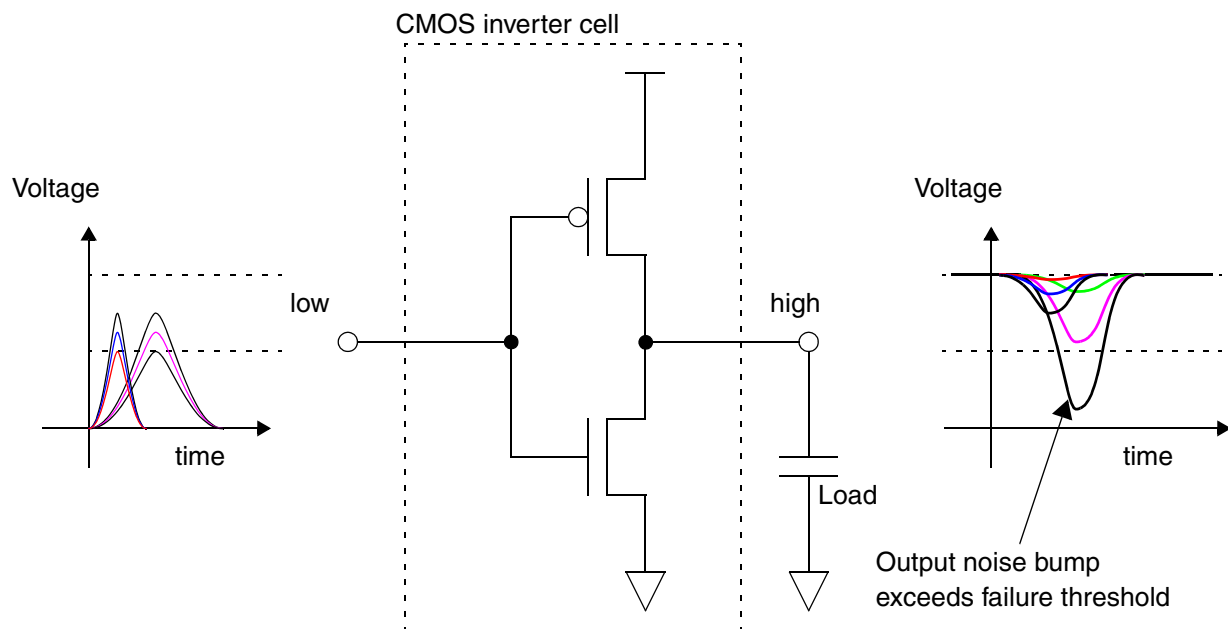 CMOS inverter cell
Voltage
low
time
high
Load
Voltage
time
Output noise bump
exceeds failure threshold